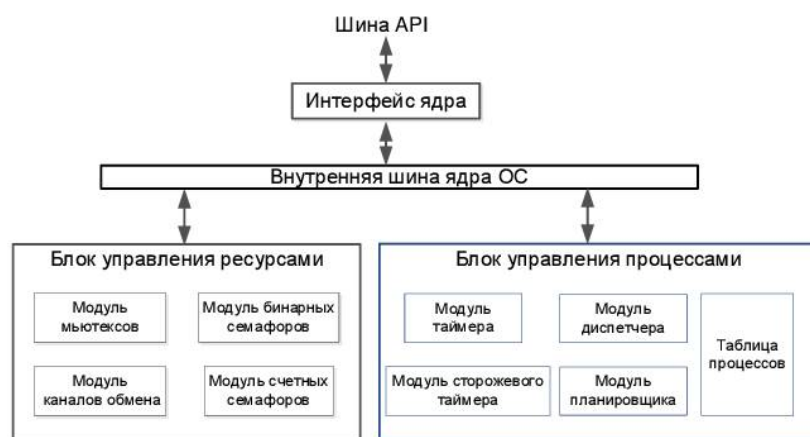 Шина API
Интерфейс ядра
Внутренняя шина ядра ОС
Блок управления ресурсами
Модуль
мьютексов
Модуль бинарных
семафоров
Модуль
каналов обмена
Модуль счетных
семафоров
Блок управления процессами
Модуль
таймера
Модуль
диспетчера
Модуль сторожевого
таймера
Модуль
планировщика
Таблица
процессов